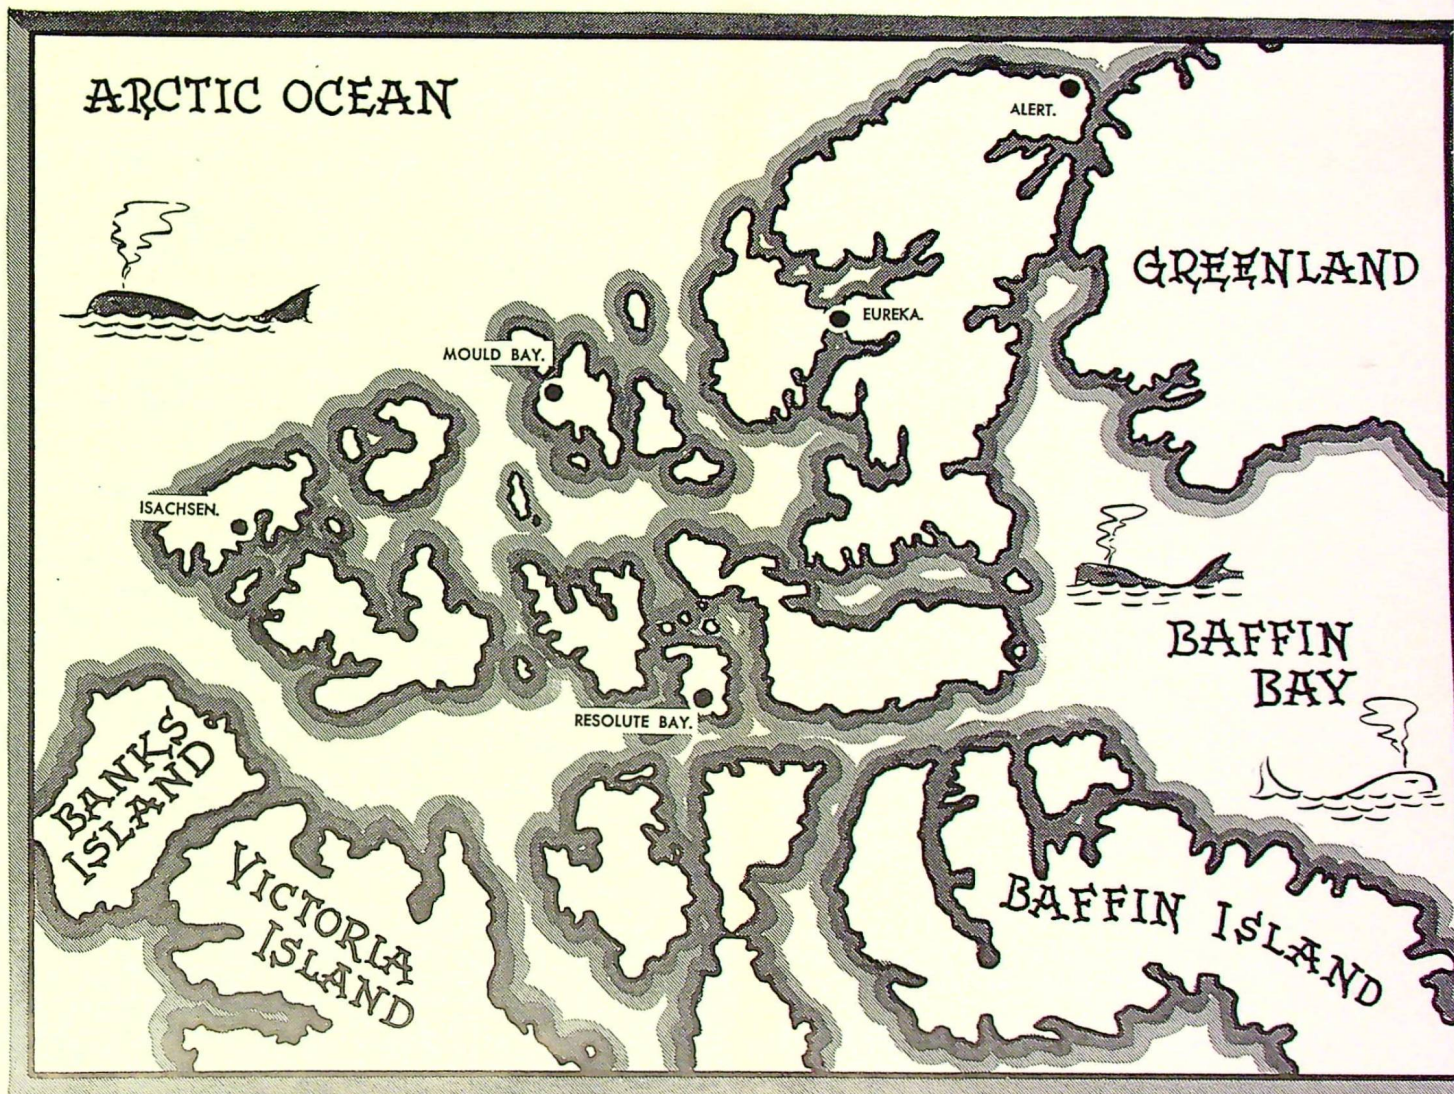 ARCTIC OCEAN
ALERT.
GREENLAND
EUREKA.
MOULD BAY.
ISACHSEN.
BAFFIN
BAY
RESOLUTE BAY.
BANKS
ISLAND
VICTORIA
ISLAND
BAFFIN ISLAND